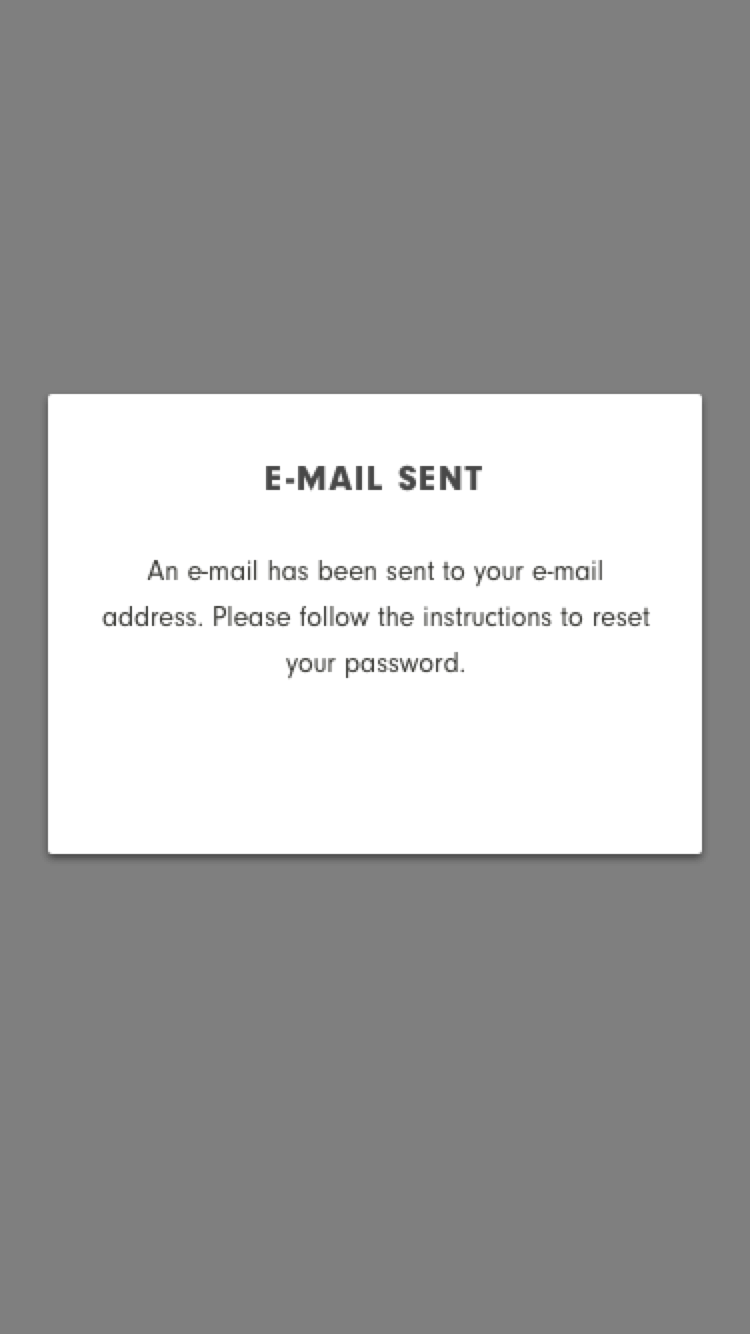 E-MAIL SENT
An e-mail has been sent to your e-mail
address. Please follow the instructions to reset
your password.